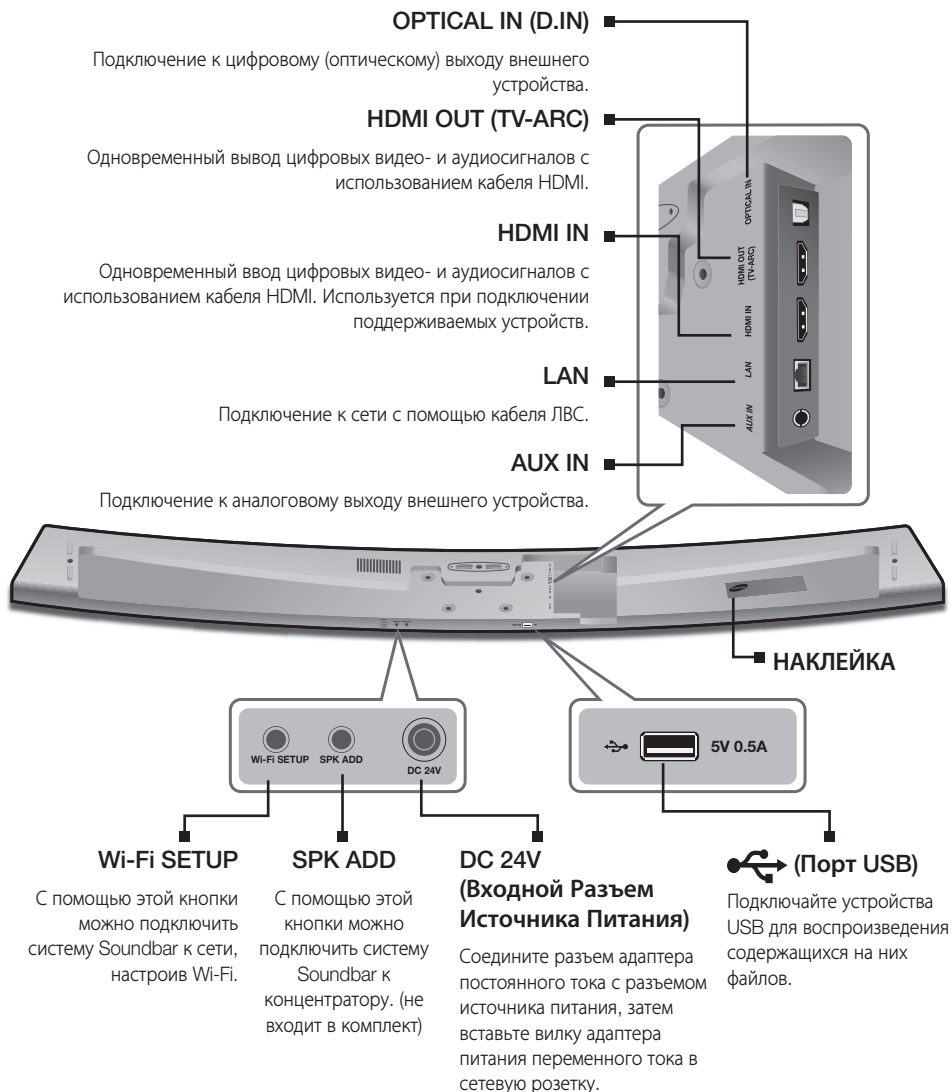 OPTICAL IN (D.IN)
Подключение к цифровому (оптическому) выходу внешнего
устройства.
HDMI OUT (TV-ARC)
Одновременный вывод цифровых видео- и аудиосигналов с
использованием кабеля HDMI.
HDMI IN
Одновременный ввод цифровых видео- и аудиосигналов с
использованием кабеля HDMI. Используется при подключении
поддерживаемых устройств.
LAN
Подключение к сети с помощью кабеля ЛВС.
AUX IN
Подключение к аналоговому выходу внешнего устройства.
OPTICAL IN
HDMI OUT
(TV-ARC)
HDMI IN
LAN
AUX IN
НАКЛЕЙКА
Wi-Fi SETUP
SPK ADD
DC 24V
5V 0.5A
Wi-Fi SETUP
С помощью этой кнопки
можно подключить
систему Soundbar к сети,
настроив Wi-Fi.
SPK ADD
С помощью этой
кнопки можно
подключить систему
Soundbar к
концентратору. (не
входит в комплект)
DC 24V
(Входной Разъем
Источника Питания)
Соедините разъем адаптера
постоянного тока с разъемом
источника питания, затем
вставьте вилку адаптера
питания переменного тока в
сетевую розетку.
(Порт USB)
Подключайте устройства
USB для воспроизведения
содержащихся на них
файлов.